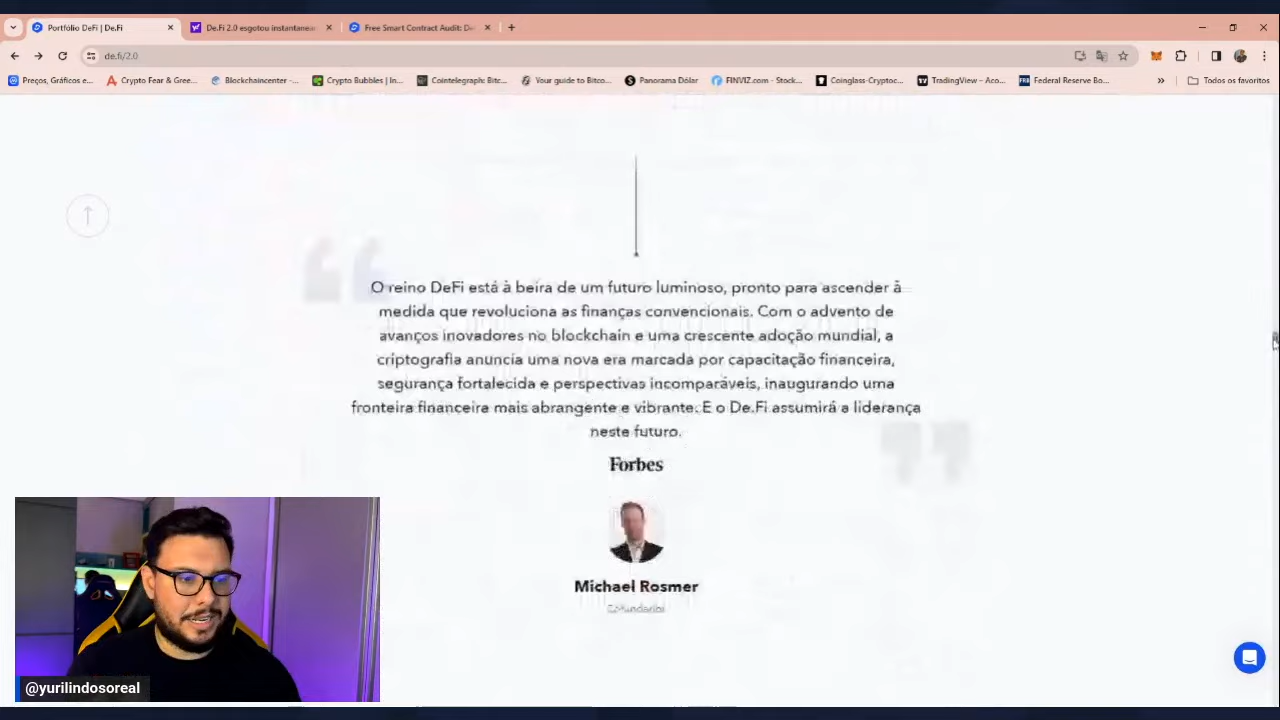 Portfólio DeFi | De.Fi
De.Fi 2.0 esgotou instantanear
Free Smart Contract Audit: De
de.fi/2.0
Preços, Gráficos e...
Crypto Fear & Gree...
Blockchaincenter -...
Crypto Bubbles | In...
Cointelegraph Bitc...
Your guide to Bitco...
Panorama Dólar
FINVIZ.com - Stock...
Coinglass-Cryptoc...
TradingView – Aco...
Federal Reserve Bo...
Todos os favoritos
O reino DeFi está à beira de um futuro luminoso, pronto para ascender à
medida que revoluciona as finanças convencionais. Com o advento de
avanços inovadores no blockchain e uma crescente adoção mundial, a
criptografia anuncia uma nova era marcada por capacitação financeira,
segurança fortalecida e perspectivas incomparáveis, inaugurando uma
fronteira financeira mais abrangente e vibrante. E o De.Fi assumirá a liderança
neste futuro.
Forbes
Michael Rosmer
Cofundador
@yurilindosoreal